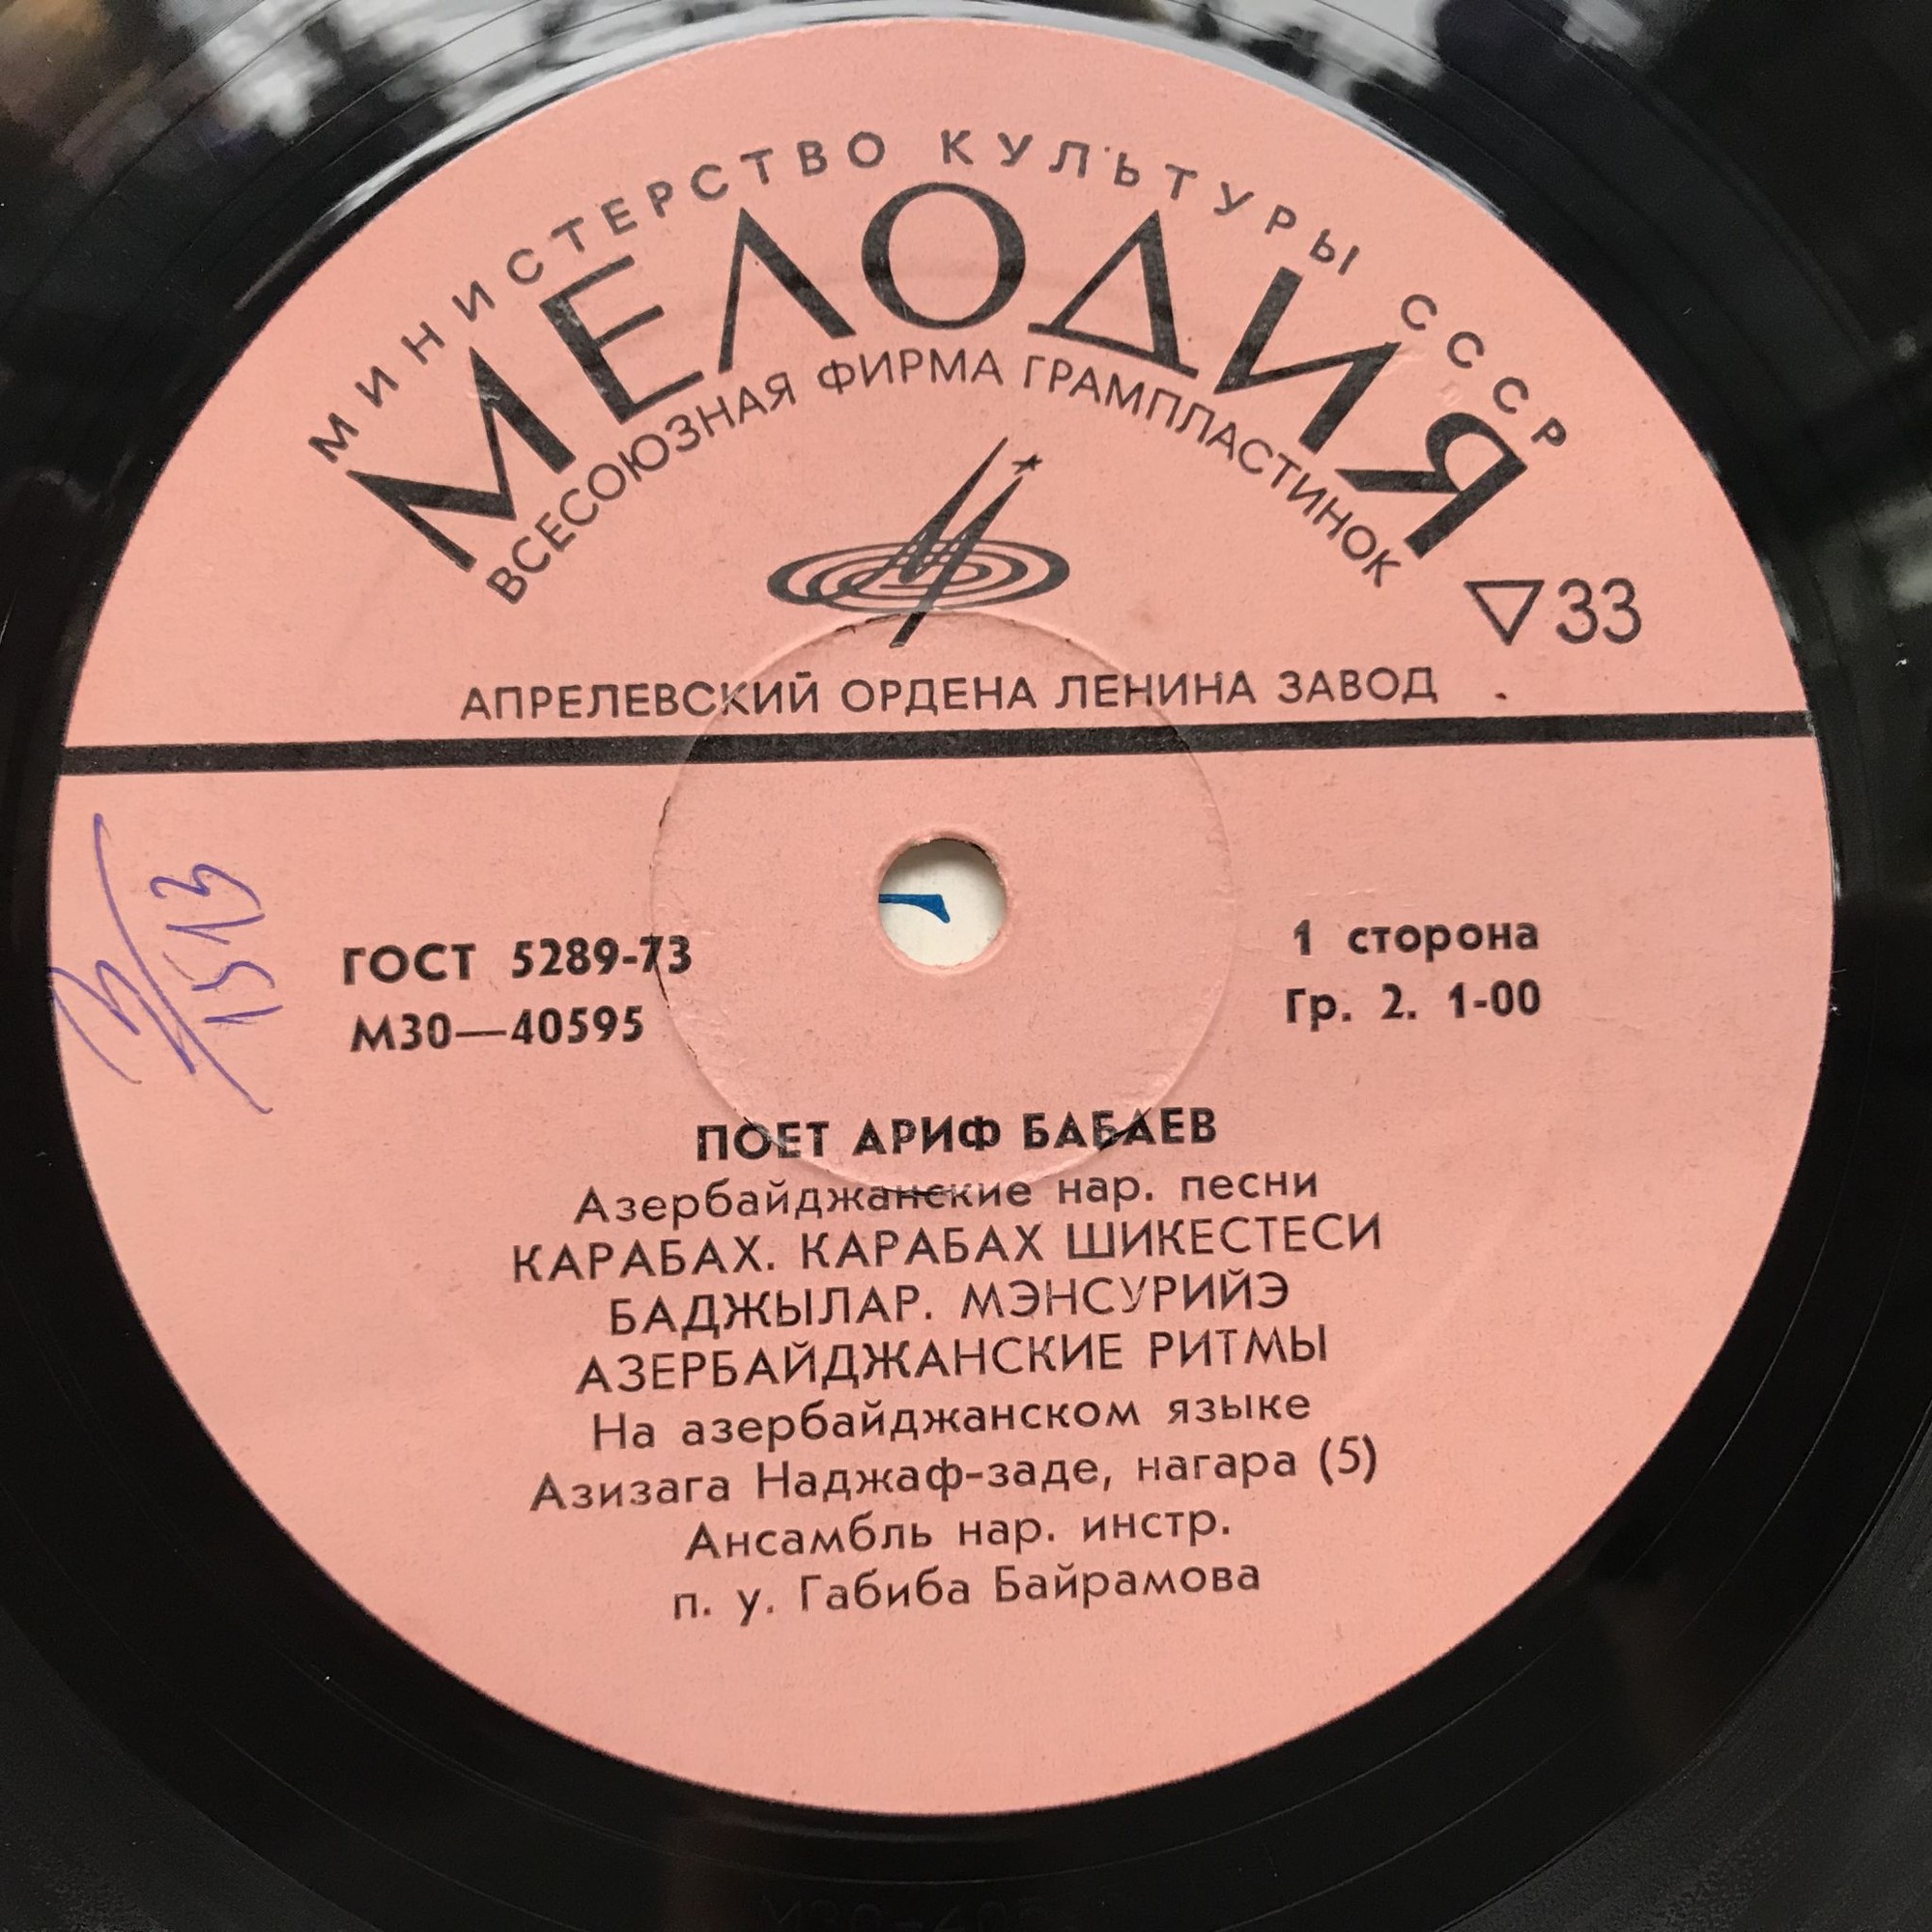 МИНИСТЕРСТВО КУЛЬТУРЫ СССР
МЕЛОДИЯ
ВСЕСОЮЗНАЯ ФИРМА ГРАМПЛАСТИНОК
33
АПРЕЛЕВСКИЙ ОРДЕНА ЛЕНИНА ЗАВОД
1513
ГОСТ 5289-73
М30—40595
1 сторона
Гр. 2. 1-00
ПОЕТ АРИФ БАБАЕВ
Азербайджанские нар. песни
КАРАБАХ. КАРАБАХ ШИКЕСТЕСИ
БАДЖЫЛАР. МЭНСУРИЙЭ
АЗЕРБАЙДЖАНСКИЕ РИТМЫ
На азербайджанском языке
Азизага Наджаф-заде, нагара (5)
Ансамбль нар. инстр.
п. у. Габиба Байрамова